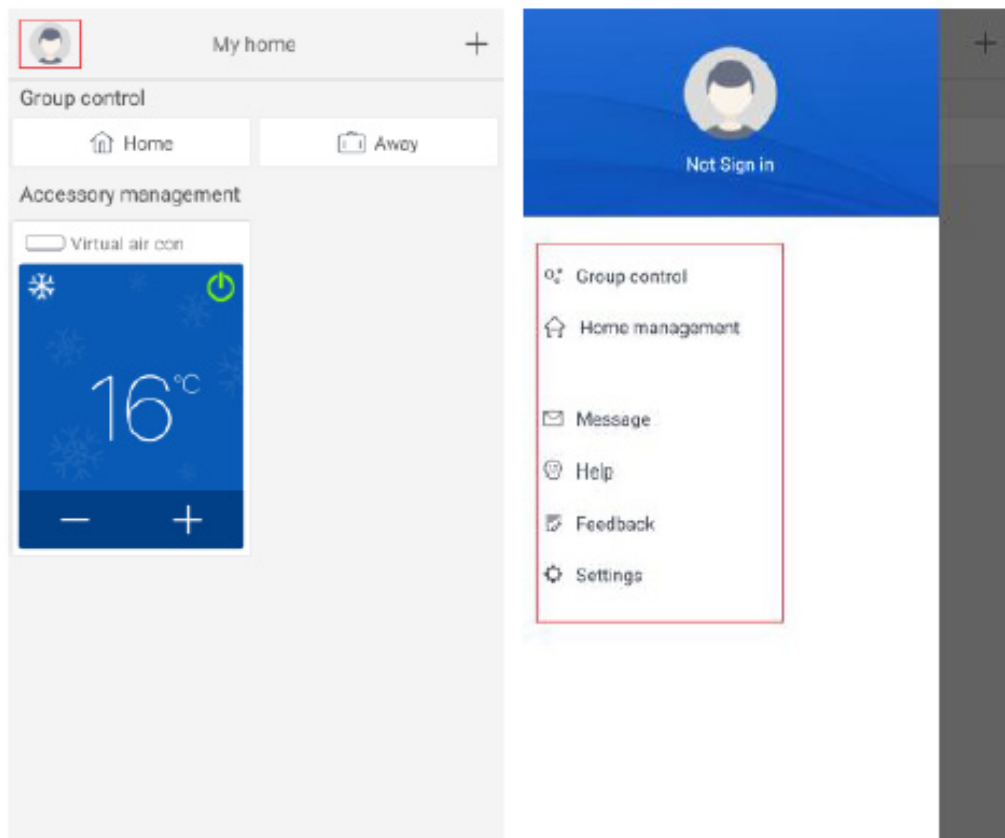 My home
Group control
Home
Away
Accessory management
Virtual air con
16°C
Not Sign in
Group control
Home management
Message
Help
Feedback
Settings